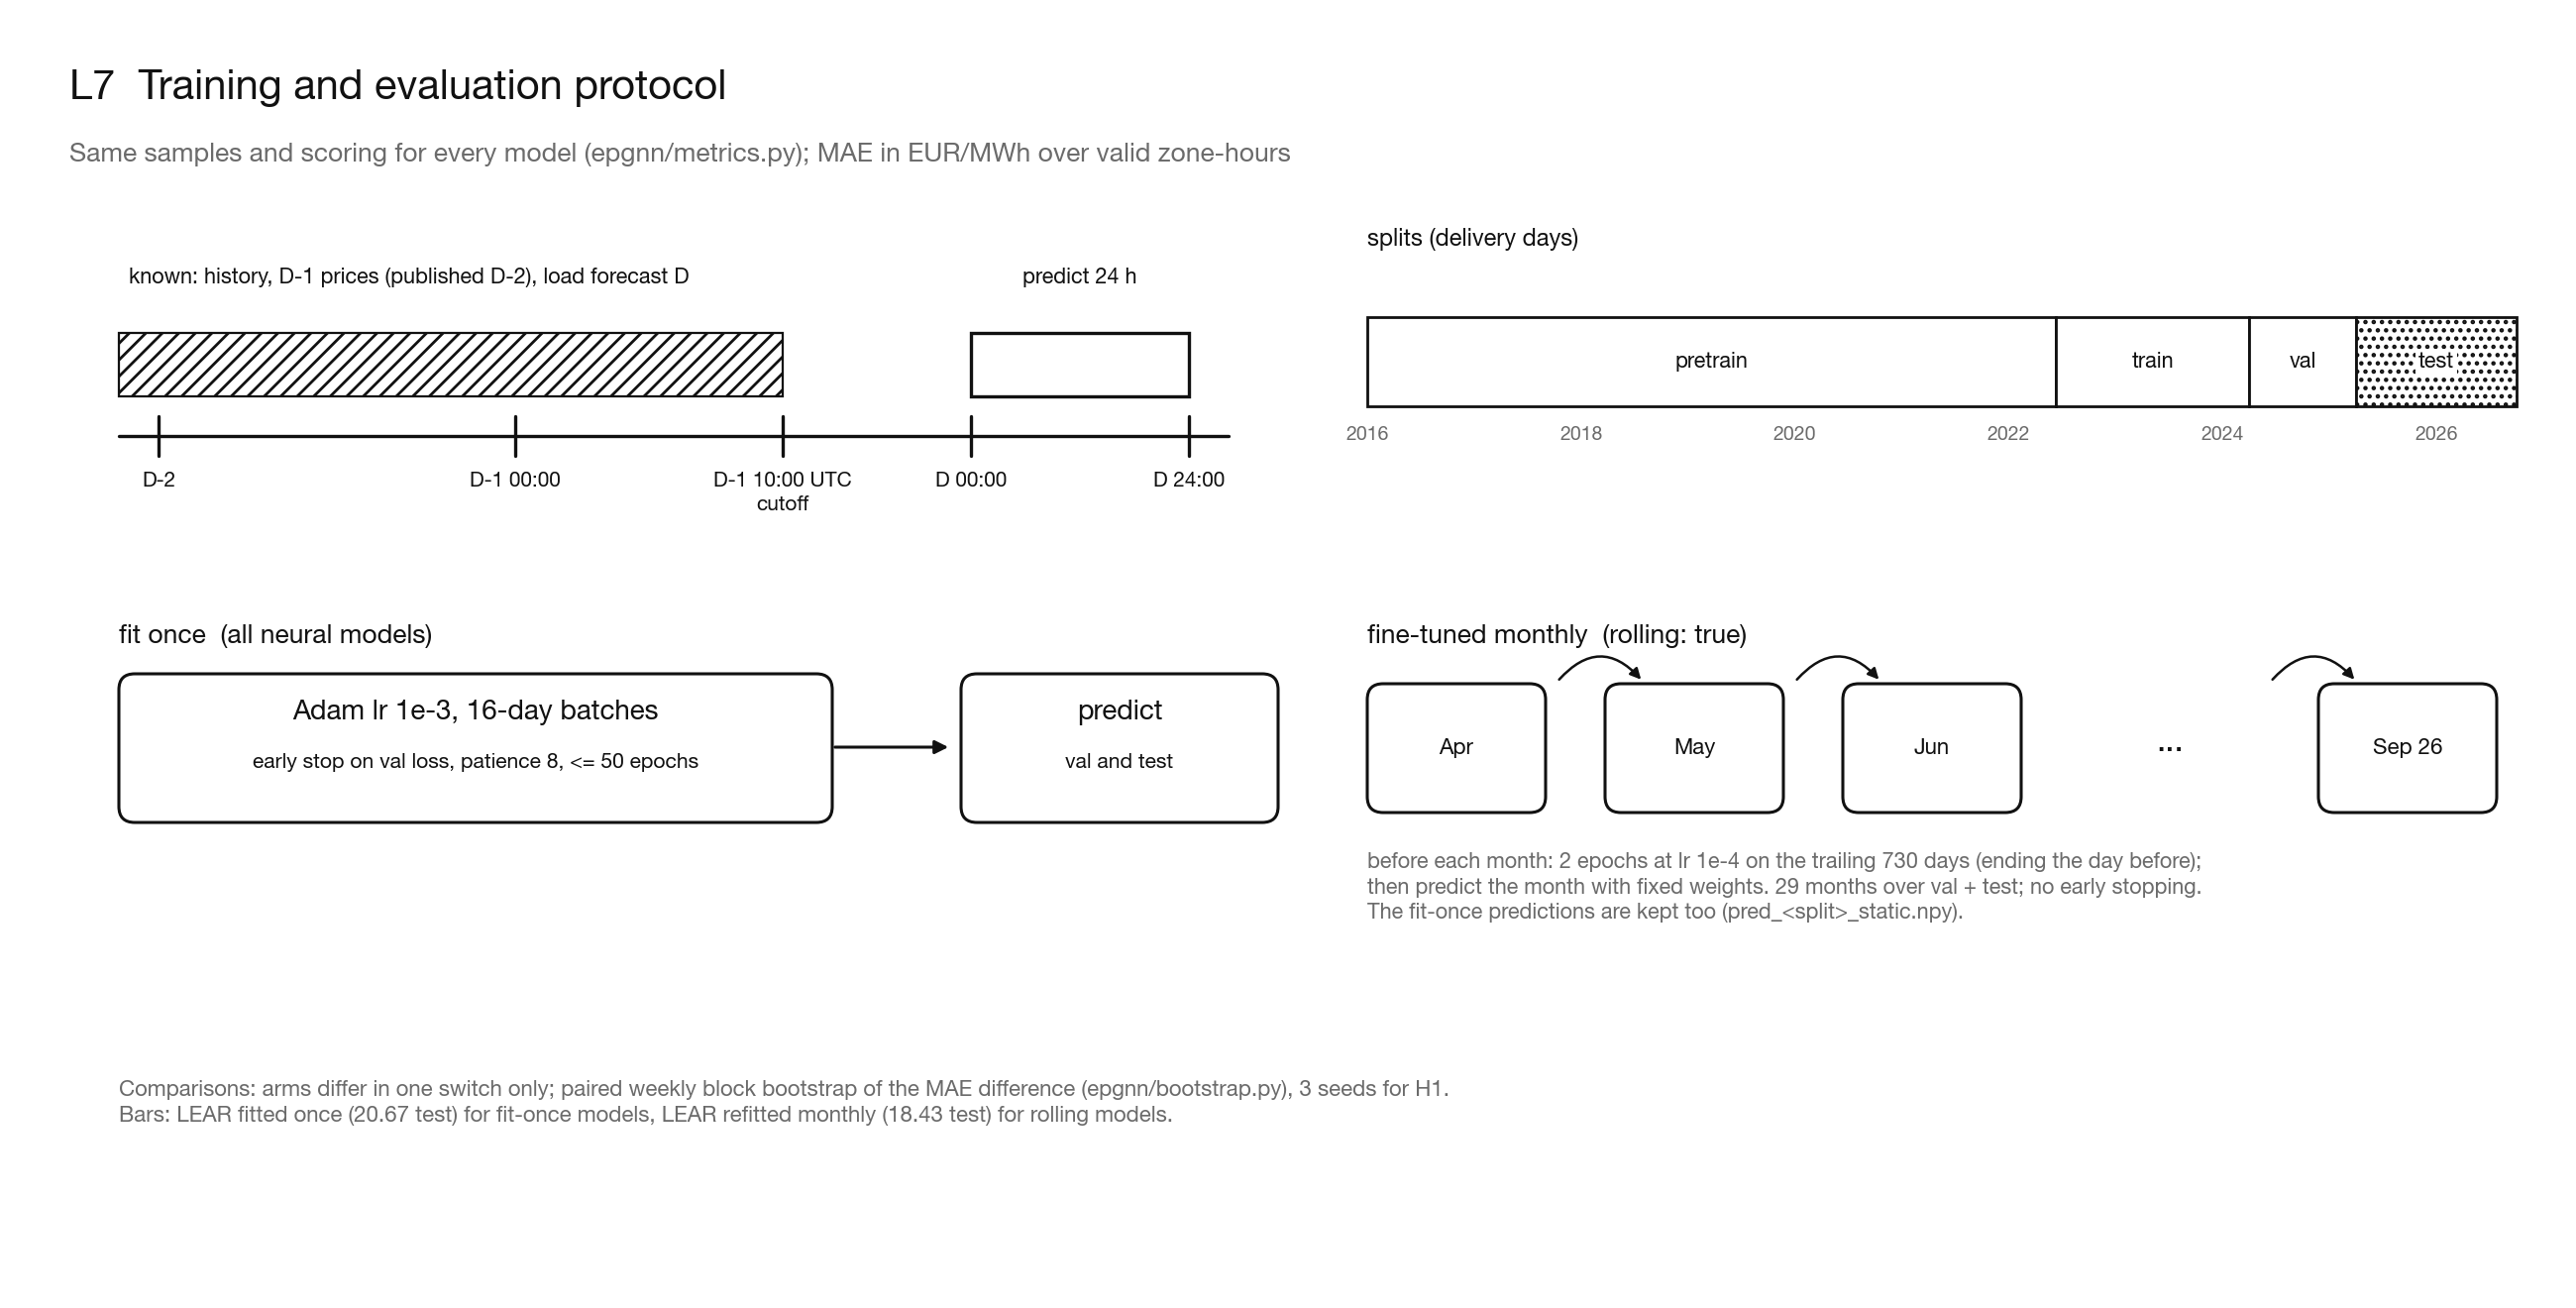 L7 Training and evaluation protocol
Same samples and scoring for every model (epgnn/metrics.py); MAE in EUR/MWh over valid zone-hours
known: history, D-1 prices (published D-2), load forecast D
predict 24 h
D-2
D-1 00:00
D-1 10:00 UTC
cutoff
D 00:00
D 24:00
splits (delivery days)
pretrain
train
val
test
2016
2018
2020
2022
2024
2026
fit once (all neural models)
Adam lr 1e-3, 16-day batches
early stop on val loss, patience 8, <= 50 epochs
predict
val and test
fine-tuned monthly (rolling: true)
Apr
May
Jun
...
Sep 26
before each month: 2 epochs at lr 1e-4 on the trailing 730 days (ending the day before);
then predict the month with fixed weights. 29 months over val + test; no early stopping.
The fit-once predictions are kept too (pred_<split>_static.npy).
Comparisons: arms differ in one switch only; paired weekly block bootstrap of the MAE difference (epgnn/bootstrap.py), 3 seeds for H1.
Bars: LEAR fitted once (20.67 test) for fit-once models, LEAR refitted monthly (18.43 test) for rolling models.